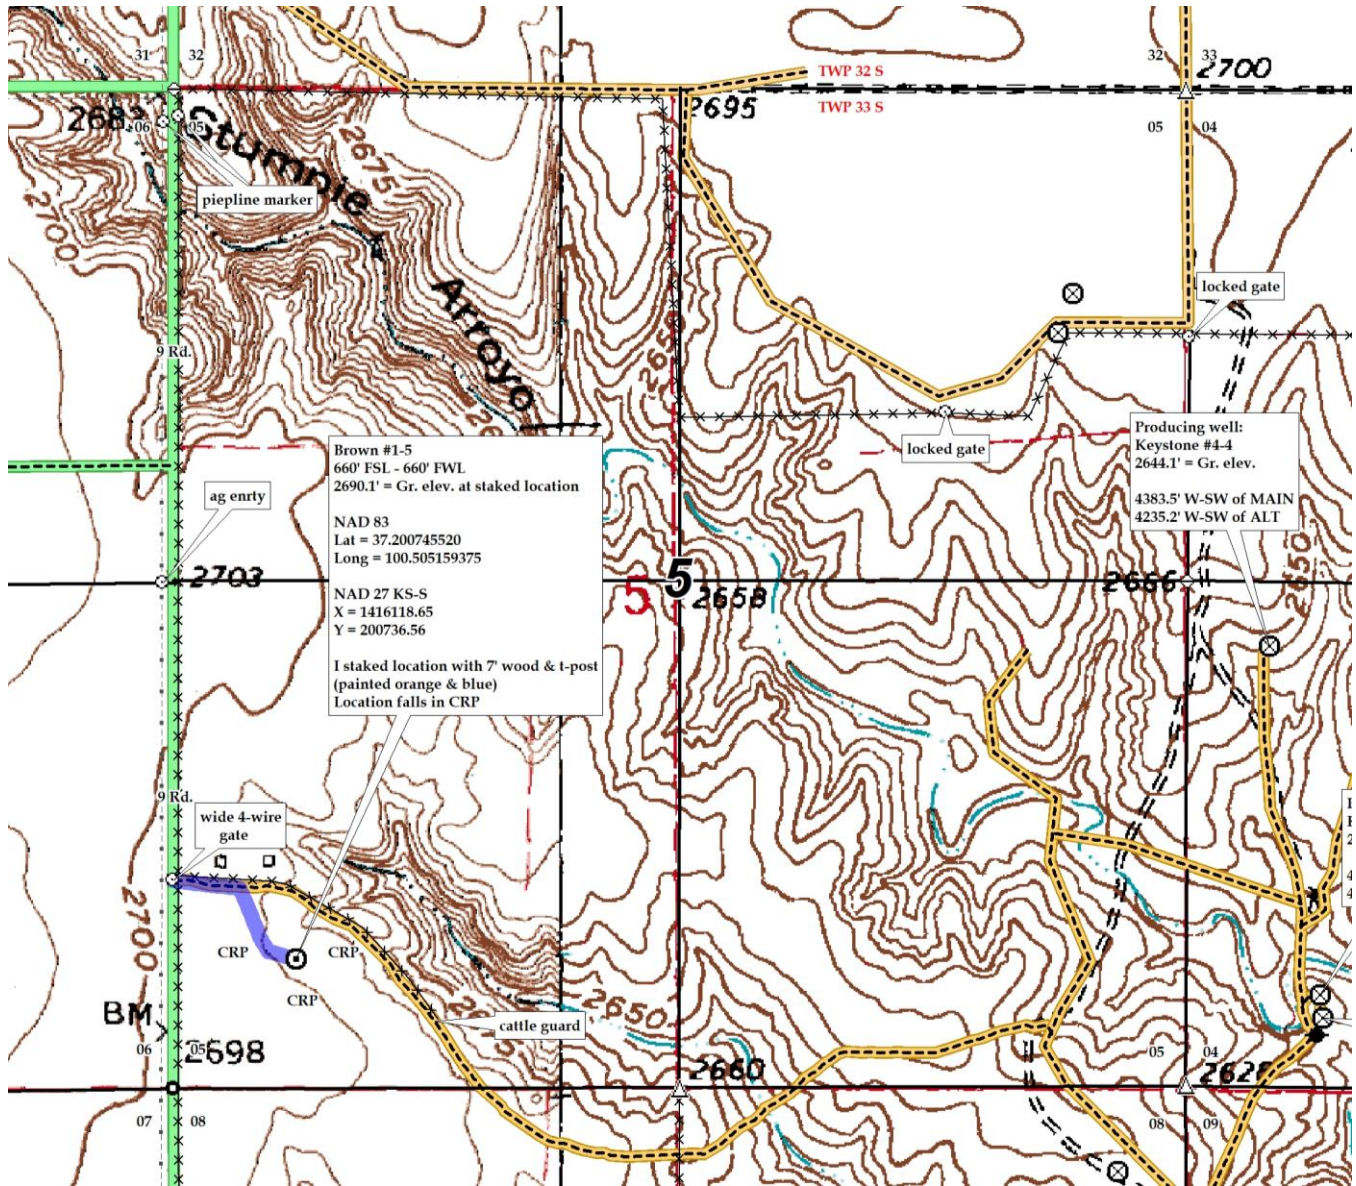 31
32
TWP 32 S
32
33
2700
2683
06
05
Stumpie
2675
2695
TWP 33 S
05
04
piepline marker
2700
Arroyo
locked gate
9 Rd.
locked gate
Producing well:
Keystone #4-4
2644.1' = Gr. elev.
4383.5' W-SW of MAIN
4235.2' W-SW of ALT
Brown #1-5
660' FSL - 660' FWL
2690.1' = Gr. elev. at staked location
NAD 83
Lat = 37.200745520
Long = 100.505159375
NAD 27 KS-S
X = 1416118.65
Y = 200736.56
I staked location with 7' wood & t-post
(painted orange & blue)
Location falls in CRP
ag enrty
2703
5
5
2658
2666
2650
9 Rd.
wide 4-wire
gate
2700
CRP
CRP
CRP
2650
cattle guard
BM
06
05
2698
2660
05
04
2628
07
08
08
09